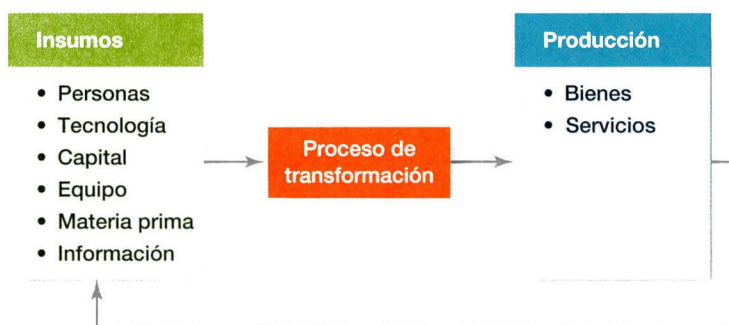 Insumos
• Personas
• Tecnología
• Capital
• Equipo
• Materia prima
• Información
Proceso de
transformación
Producción
• Bienes
• Servicios